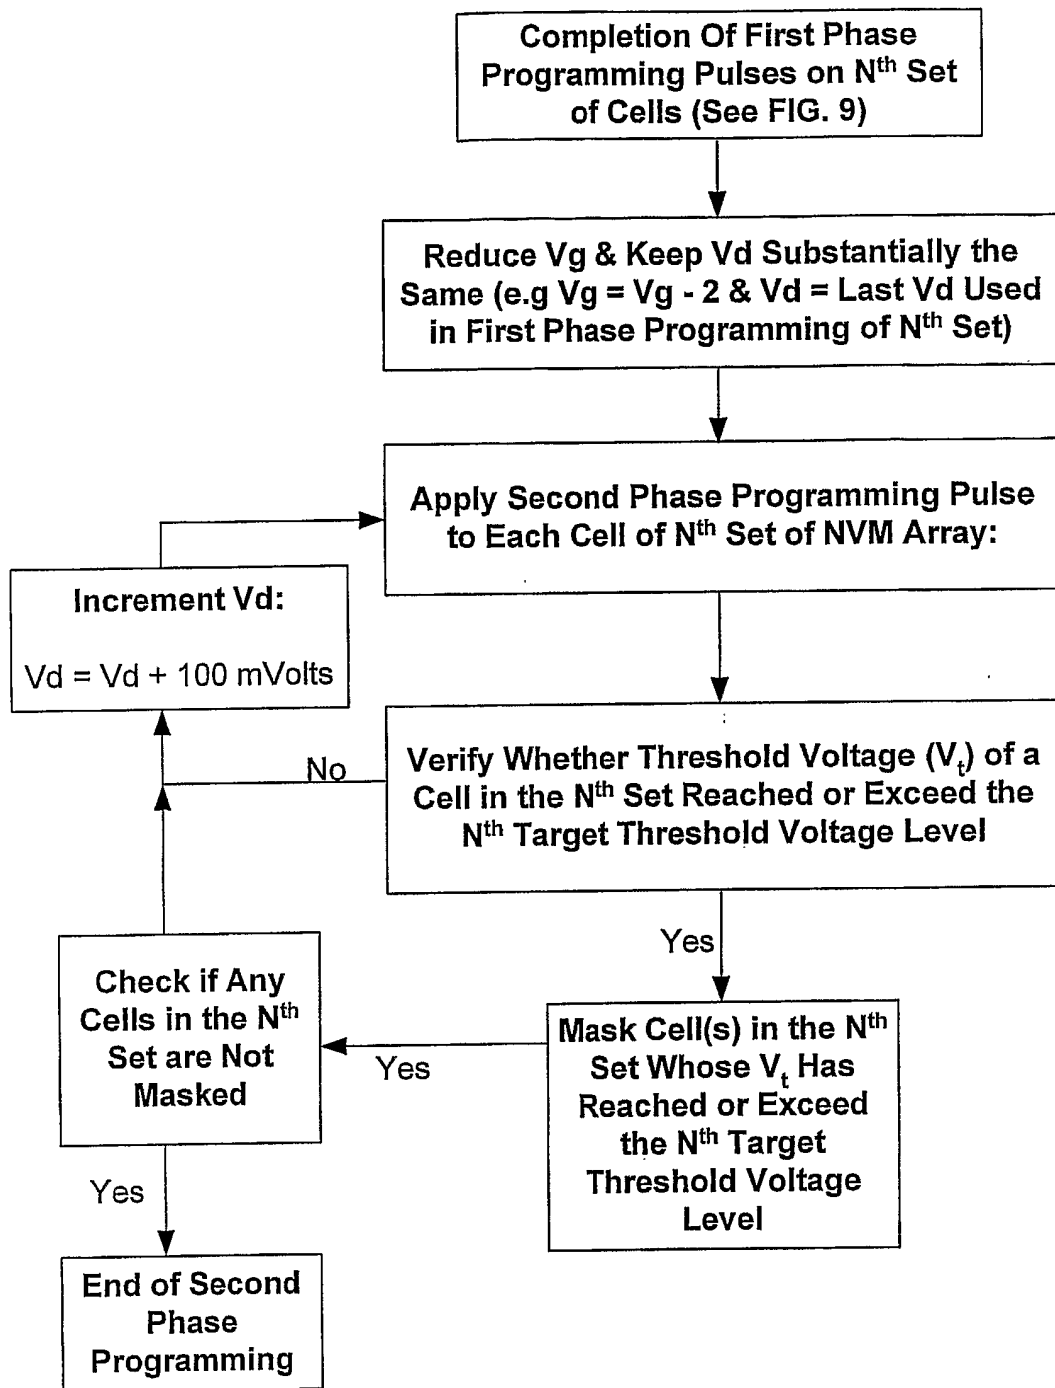 Completion Of First Phase
Programming Pulses on Nth Set
of Cells (See FIG. 9)
Reduce Vg & Keep Vd Substantially the
Same (e.g Vg = Vg - 2 & Vd = Last Vd Used
in First Phase Programming of Nth Set)
Apply Second Phase Programming Pulse
to Each Cell of Nth Set of NVM Array:
Increment Vd:
Vd = Vd + 100 mVolts
No
Verify Whether Threshold Voltage (Vt) of a
Cell in the Nth Set Reached or Exceed the
Nth Target Threshold Voltage Level
Yes
Mask Cell(s) in the Nth
Set Whose Vt Has
Reached or Exceed
the Nth Target
Threshold Voltage
Level
Yes
Check if Any
Cells in the Nth
Set are Not
Masked
Yes
End of Second
Phase
Programming